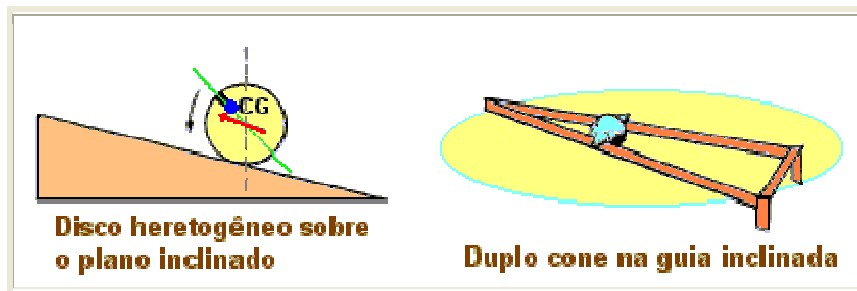 CG
Disco heretogêneo sobre
o plano inclinado
Duplo cone na guia inclinada